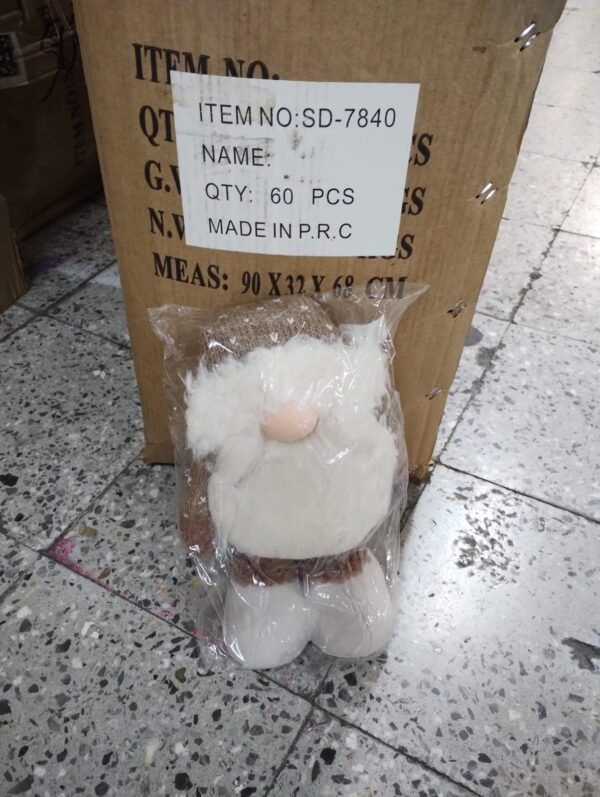 ITEM NO:
ITEM NO:SD-7840
NAME:
QTY: 60 PCS
MADE IN P.R.C
MEAS: 90 X 32 X 68 CM